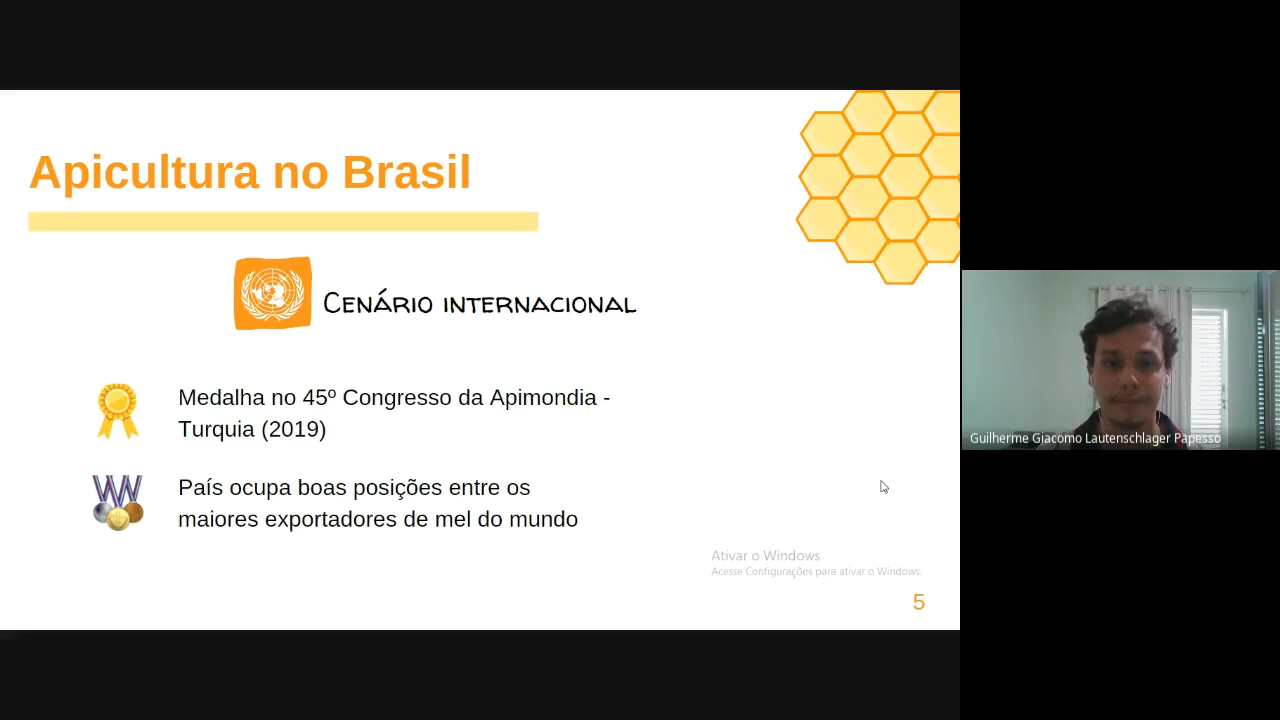 Apicultura no Brasil
Cenário internacional
Medalha no 45º Congresso da Apimondia -
Turquia (2019)
País ocupa boas posições entre os
maiores exportadores de mel do mundo
Ativar o Windows
Acesse Configurações para ativar o Windows.
5
Guilherme Giacomo Lautenschlager Papesso